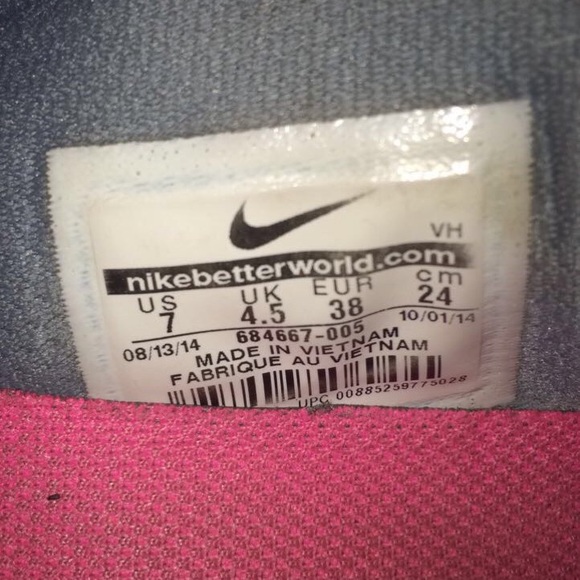 VH
nikebetterworld.com
US UK EUR cm
7 4.5 38 24
08/13/14 684667-005 10/01/14
MADE IN VIETNAM
FABRIQUE AU VIETNAM
UPC 00885259775028